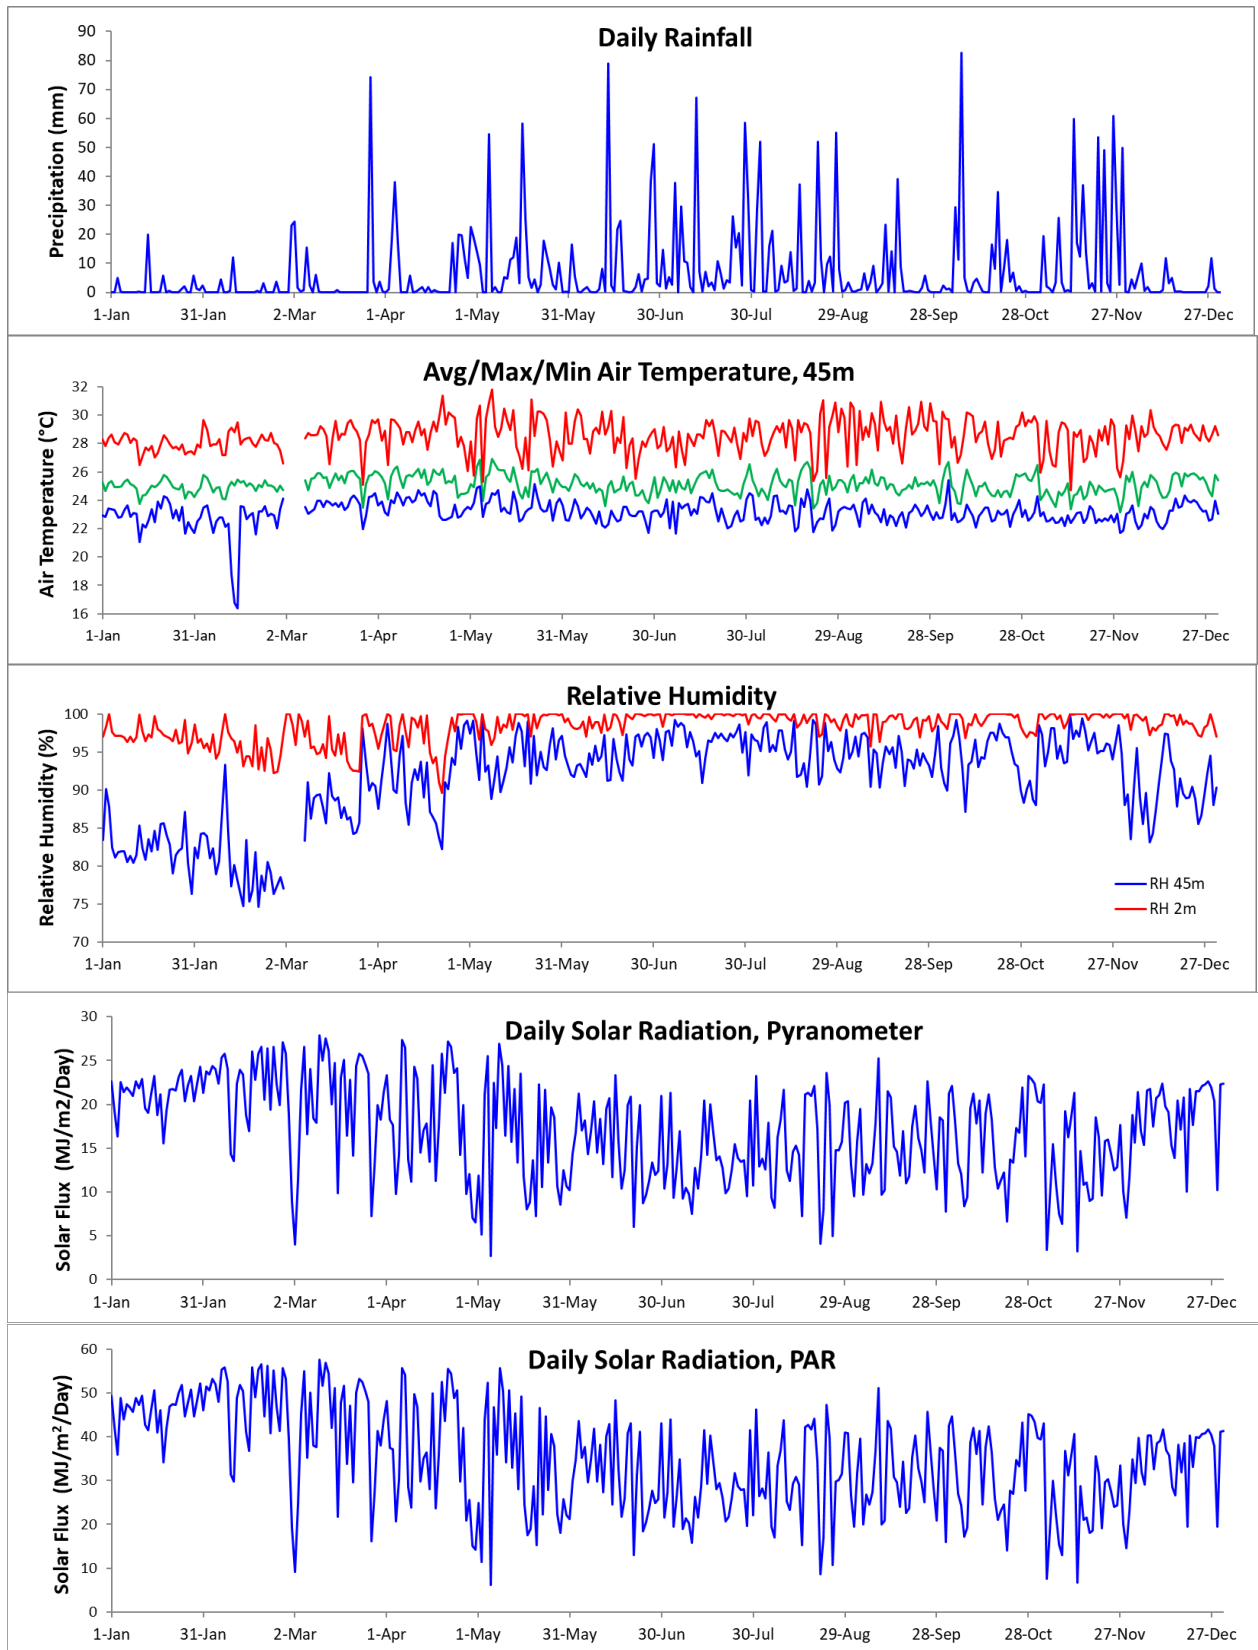 Daily Rainfall
Precipitation (mm)
90
80
70
60
50
40
30
20
10
0
1-Jan 31-Jan 2-Mar 1-Apr 1-May 31-May 30-Jun 30-Jul 29-Aug 28-Sep 28-Oct 27-Nov 27-Dec
Avg/Max/Min Air Temperature, 45m
Air Temperature (°C)
32
30
28
26
24
22
20
18
16
1-Jan 31-Jan 2-Mar 1-Apr 1-May 31-May 30-Jun 30-Jul 29-Aug 28-Sep 28-Oct 27-Nov 27-Dec
Relative Humidity
Relative Humidity (%)
100
95
90
85
80
75
70
RH 45m
RH 2m
1-Jan 31-Jan 2-Mar 1-Apr 1-May 31-May 30-Jun 30-Jul 29-Aug 28-Sep 28-Oct 27-Nov 27-Dec
Daily Solar Radiation, Pyranometer
Solar Flux (MJ/m2/Day)
30
25
20
15
10
5
0
1-Jan 31-Jan 2-Mar 1-Apr 1-May 31-May 30-Jun 30-Jul 29-Aug 28-Sep 28-Oct 27-Nov 27-Dec
Daily Solar Radiation, PAR
Solar Flux (MJ/m²/Day)
60
50
40
30
20
10
0
1-Jan 31-Jan 2-Mar 1-Apr 1-May 31-May 30-Jun 30-Jul 29-Aug 28-Sep 28-Oct 27-Nov 27-Dec